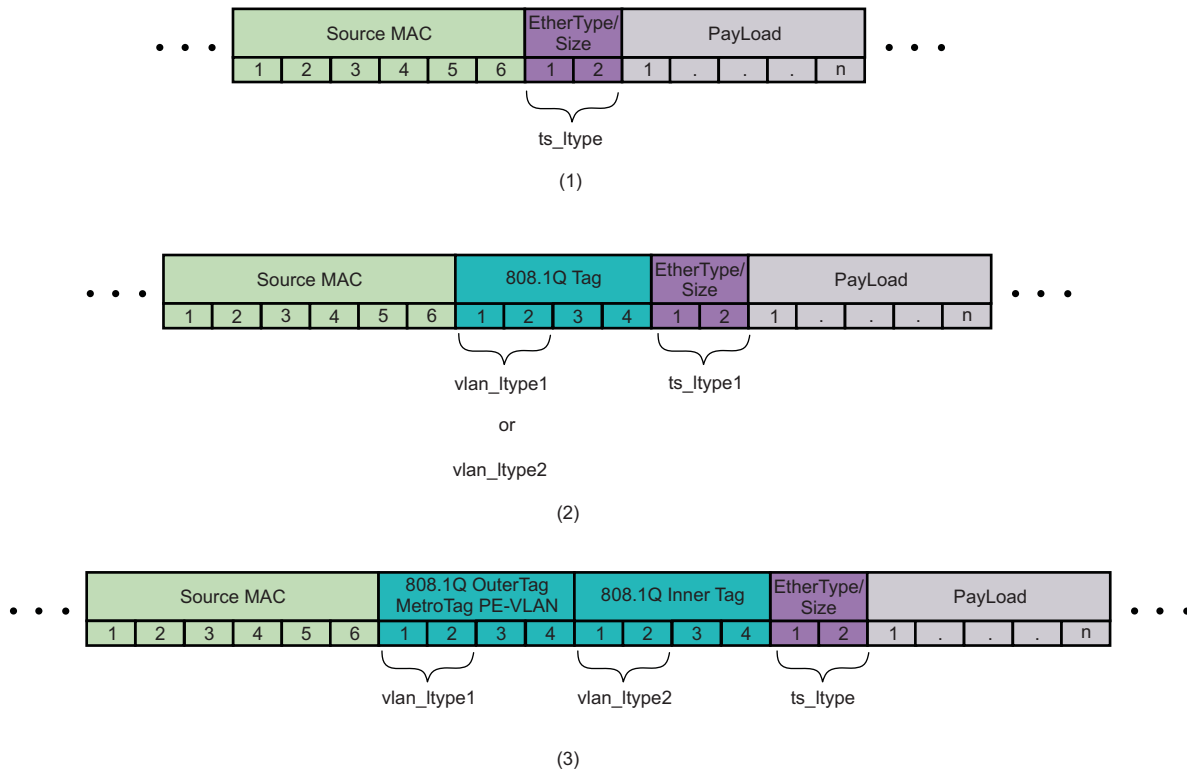 Source MAC EtherType/ Size PayLoad
1 2 3 4 5 6 1 2 1 . . . n
ts_ltype
(1)
Source MAC 808.1Q Tag EtherType/ Size PayLoad
1 2 3 4 5 6 1 2 3 4 1 2 1 . . . n
vlan_ltype1 ts_ltype1
or
vlan_ltype2
(2)
Source MAC 808.1Q OuterTag MetroTag PE-VLAN 808.1Q Inner Tag EtherType/ Size PayLoad
1 2 3 4 5 6 1 2 3 4 1 2 3 4 1 2 1 . . . n
vlan_ltype1 vlan_ltype2 ts_ltype
(3)